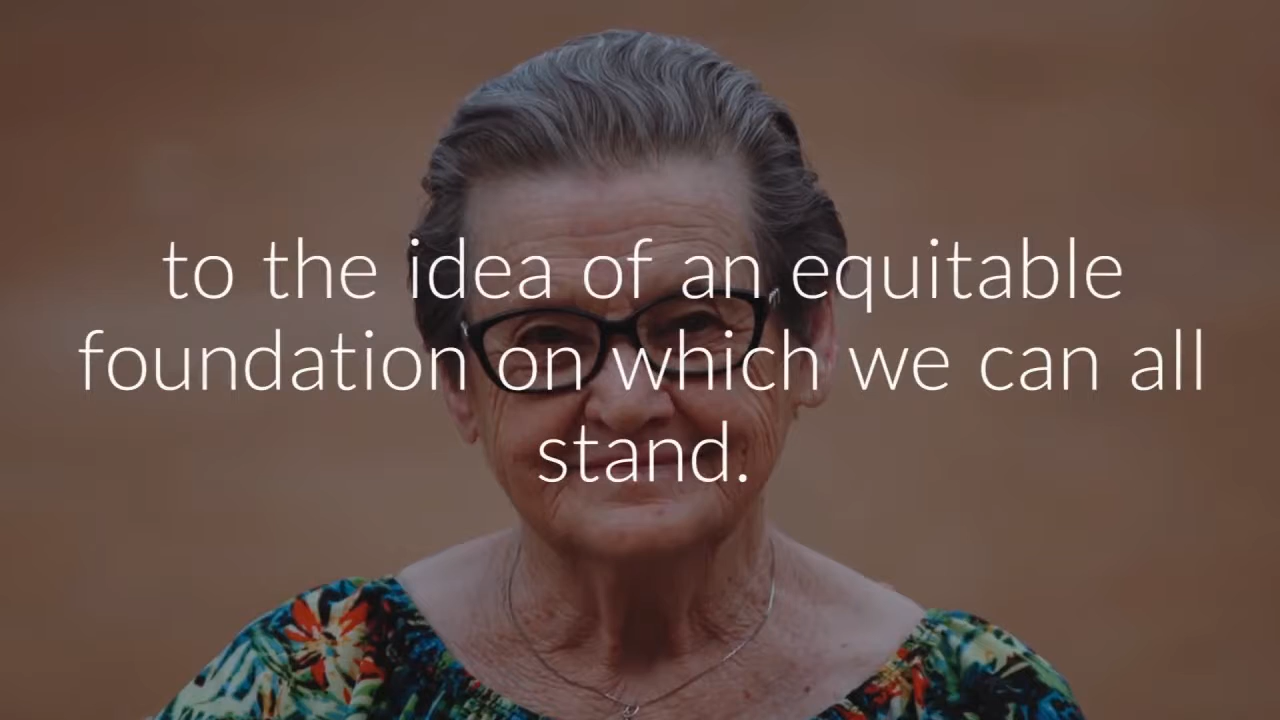 to the idea of an equitable
foundation on which we can all
stand.